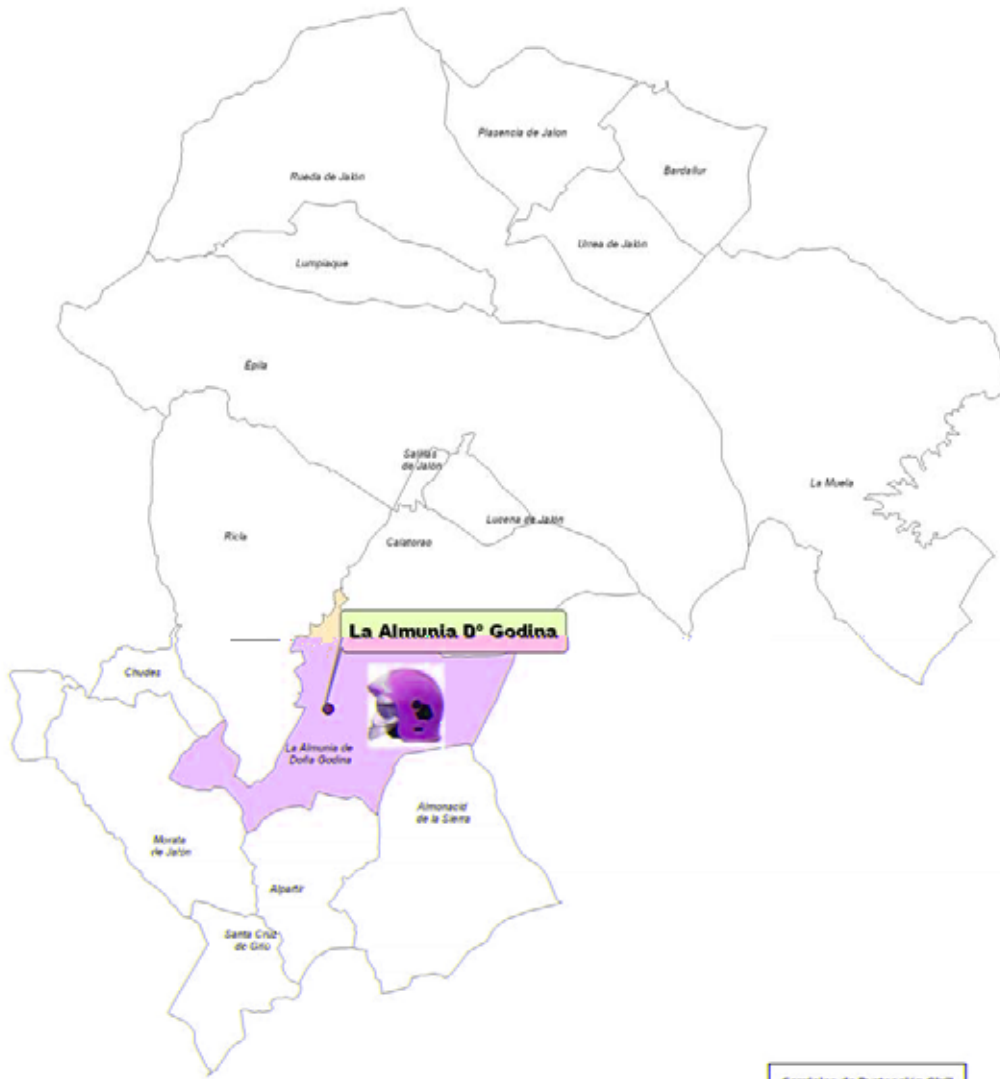 Plasencia de Jalon
Bardallur
Rueda de Jalón
Urrea de Jalón
Lumpiaque
Épila
Salillas
de Jalón
La Muela
Lucena de Jalón
Ricla
Calatorao
La Almunia Dº Godina
Chodes
La Almunia de
Doña Godina
Almonacid
de la Sierra
Morata
de Jalón
Alpartir
Santa Cruz
de Grio